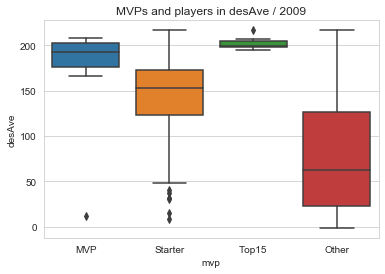 MVPs and players in desAve / 2009
desAve
200
150
100
50
0
MVP Starter Top15 Other
mvp